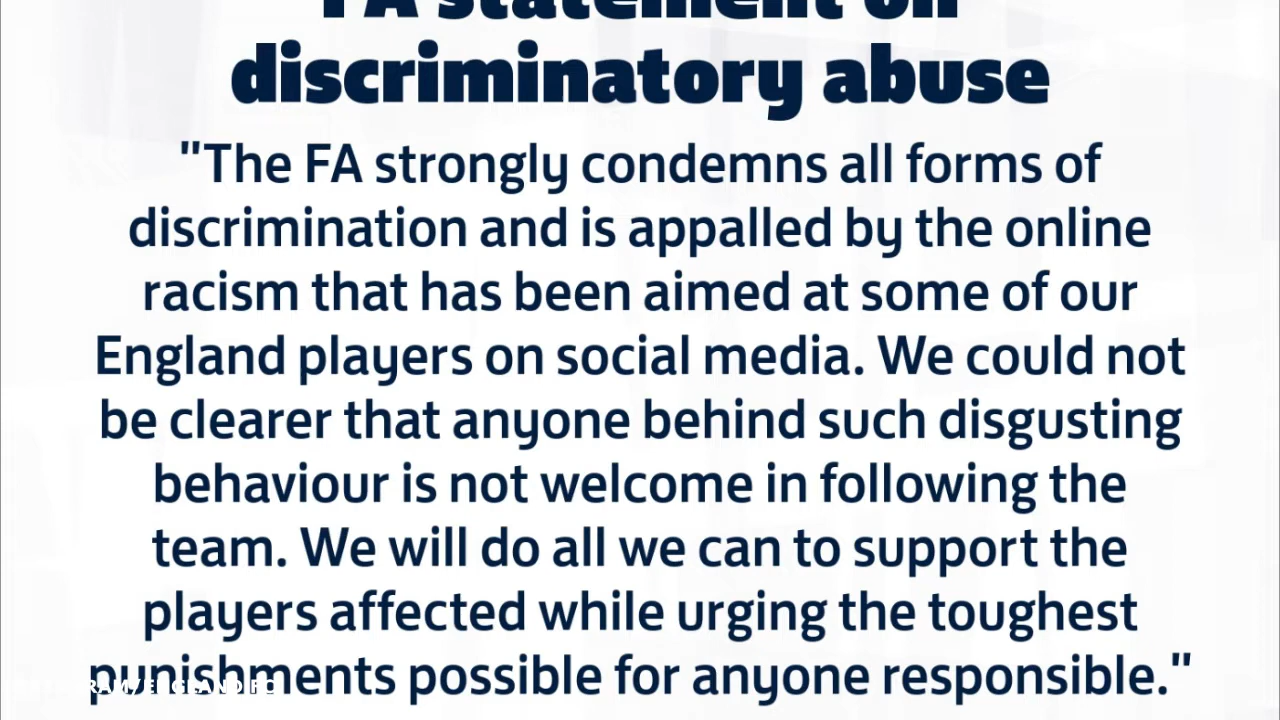 FA statement on
discriminatory abuse
"The FA strongly condemns all forms of
discrimination and is appalled by the online
racism that has been aimed at some of our
England players on social media. We could not
be clearer that anyone behind such disgusting
behaviour is not welcome in following the
team. We will do all we can to support the
players affected while urging the toughest
punishments possible for anyone responsible."